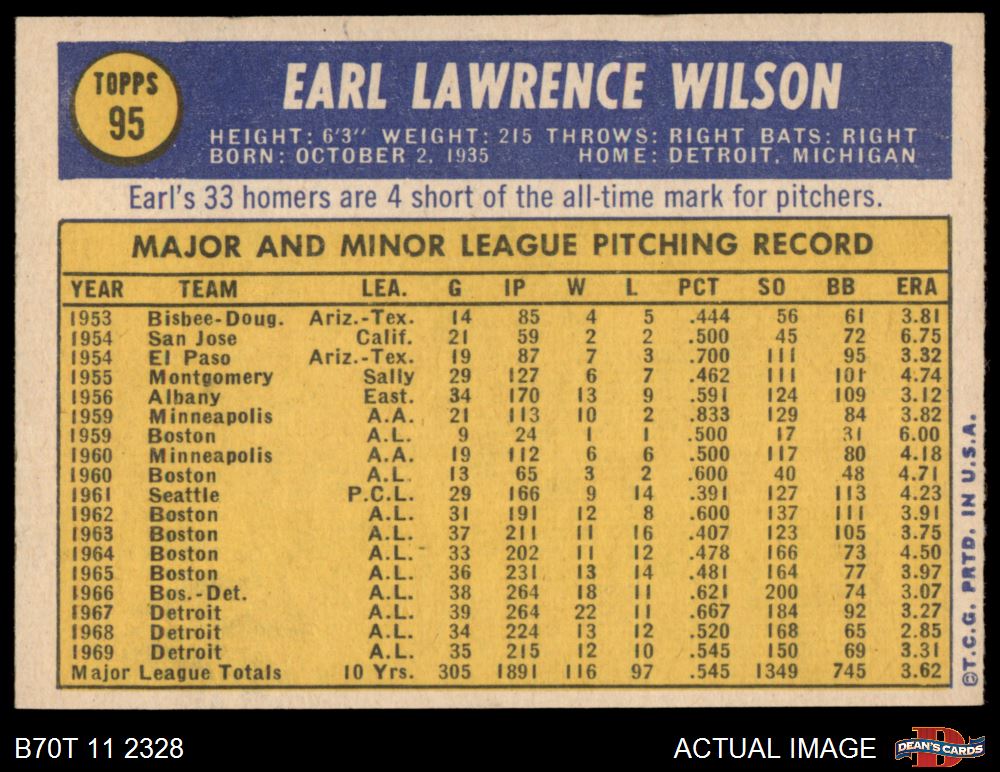 TOPPS
95
EARL LAWRENCE WILSON
HEIGHT: 6'3" WEIGHT: 215 THROWS: RIGHT BATS: RIGHT
BORN: OCTOBER 2, 1935 HOME: DETROIT, MICHIGAN
Earl's 33 homers are 4 short of the all-time mark for pitchers.
MAJOR AND MINOR LEAGUE PITCHING RECORD
YEAR TEAM LEA. G IP W L PCT SO BB ERA
1953 Bisbee-Doug. Ariz.-Tex. 14 85 4 5 .444 56 61 3.81
1954 San Jose Calif. 21 59 2 2 .500 45 72 6.75
1954 El Paso Ariz.-Tex. 19 87 7 3 .700 111 95 3.32
1955 Montgomery Sally 29 127 6 7 .462 111 101 4.74
1956 Albany East. 34 170 13 9 .591 124 109 3.12
1959 Minneapolis A.A. 21 113 10 2 .833 129 84 3.82
1959 Boston A.L. 9 24 1 1 .500 17 31 6.00
1960 Minneapolis A.A. 19 112 6 6 .500 117 80 4.18
1960 Boston A.L. 13 65 3 2 .600 40 48 4.71
1961 Seattle P.C.L. 29 166 9 14 .391 127 113 4.23
1962 Boston A.L. 31 191 12 8 .600 137 111 3.91
1963 Boston A.L. 37 211 11 16 .407 123 105 3.75
1964 Boston A.L. 33 202 11 12 .478 166 73 4.50
1965 Boston A.L. 36 231 13 14 .481 164 77 3.97
1966 Bos.-Det. A.L. 38 264 18 11 .621 200 74 3.07
1967 Detroit A.L. 39 264 22 11 .667 184 92 3.27
1968 Detroit A.L. 34 224 13 12 .520 168 65 2.85
1969 Detroit A.L. 35 215 12 10 .545 150 69 3.31
Major League Totals 10 Yrs. 305 1891 116 97 .545 1349 745 3.62
©T.C.G. PRTD. IN U.S.A.
B70T 11 2328
ACTUAL IMAGE
D
DEAN'S CARDS